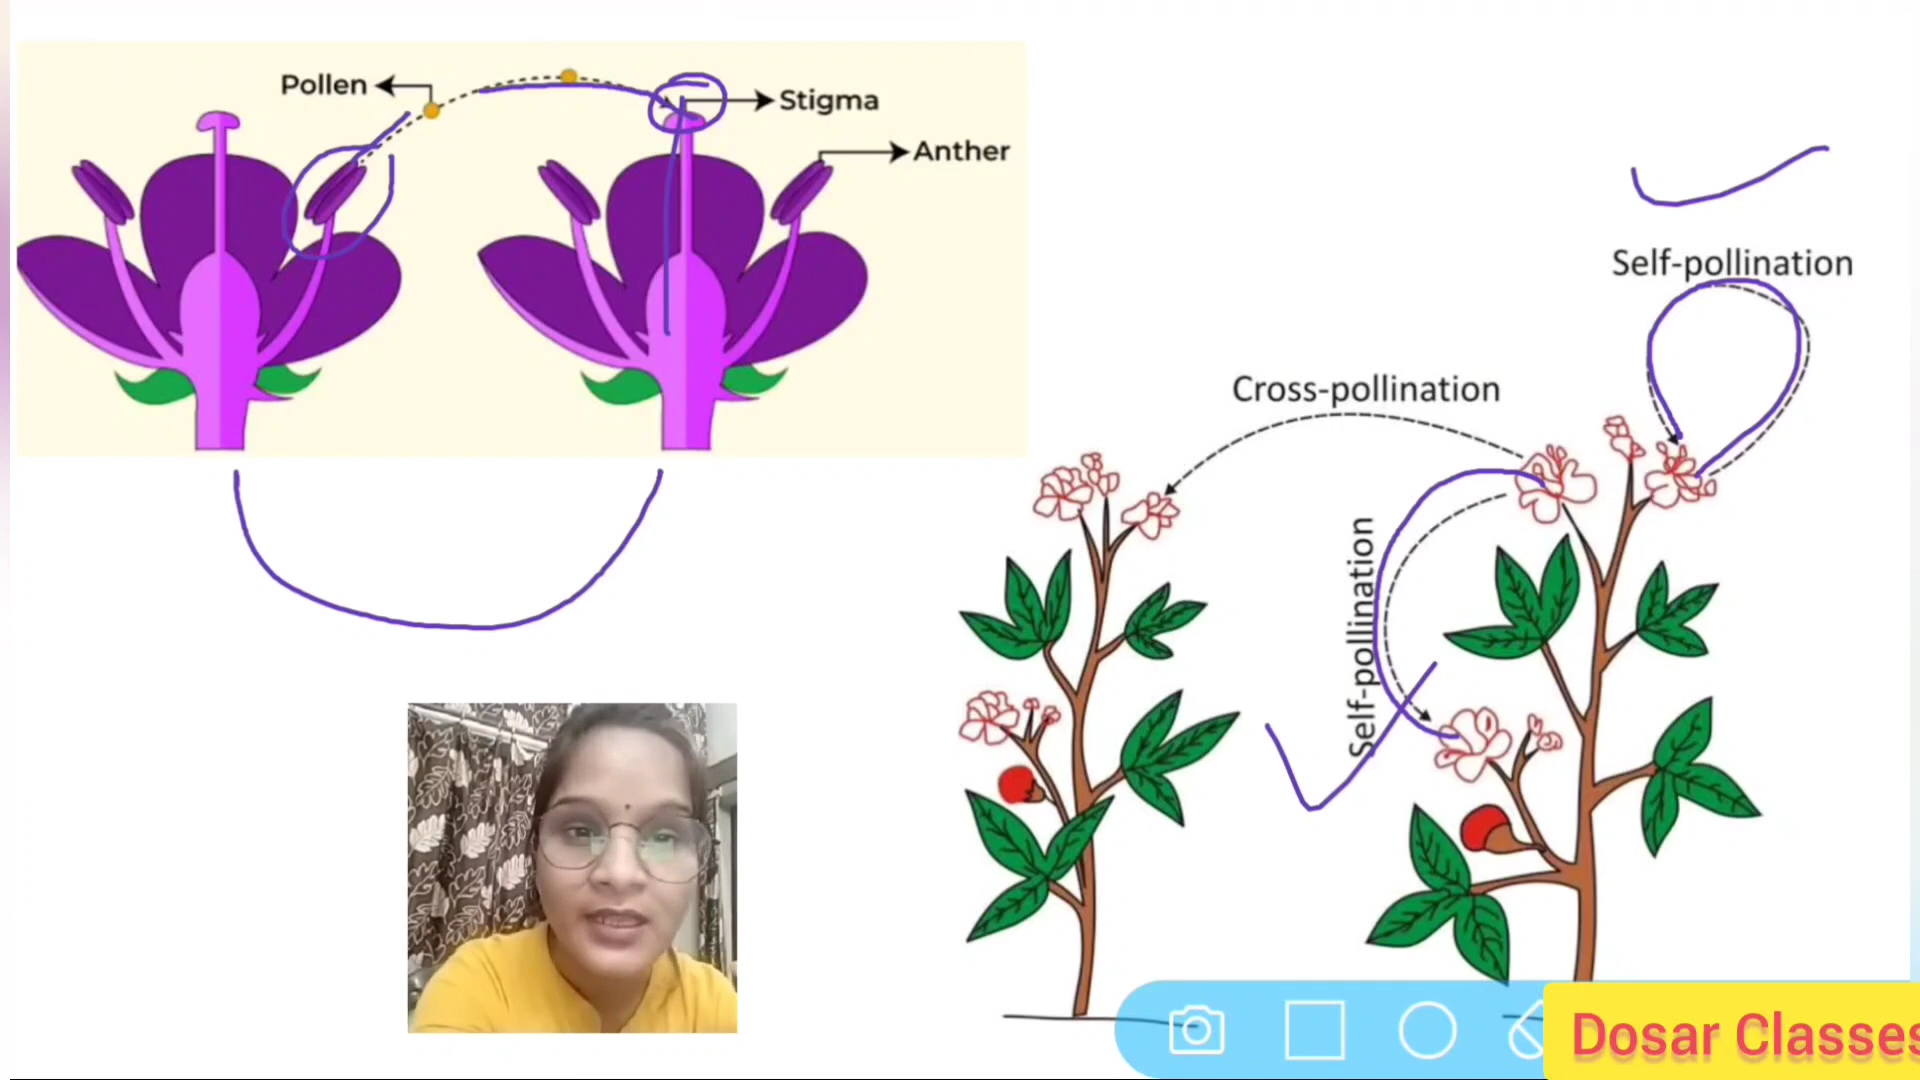 Pollen
Stigma
Anther
Self-pollination
Cross-pollination
Self-pollination
Dosar Classes